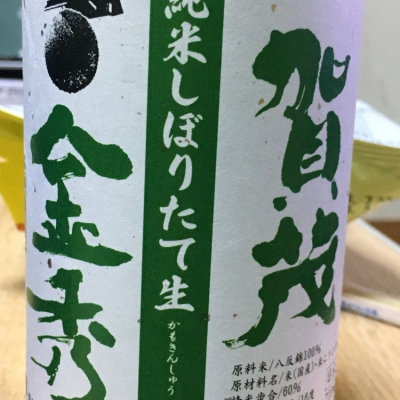 賀茂
純米しぼりたて生
かもきんしゅう
金秀
原料米/八反錦100%
原材料名/米(国産)・米こう
精米歩合/60%